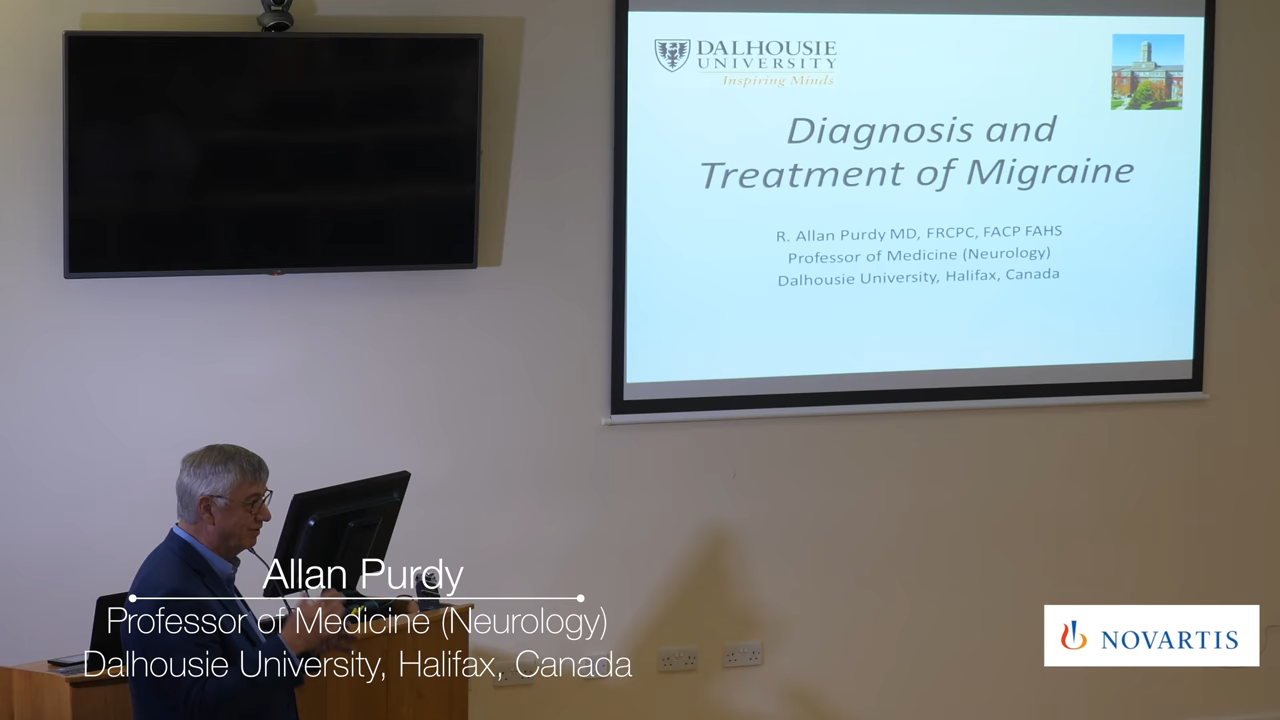 DALHOUSIE
UNIVERSITY
Inspiring Minds
Diagnosis and
Treatment of Migraine
R. Allan Purdy MD, FRCPC, FACP FAHS
Professor of Medicine (Neurology)
Dalhousie University, Halifax, Canada
Allan Purdy
Professor of Medicine (Neurology)
Dalhousie University, Halifax, Canada
NOVARTIS